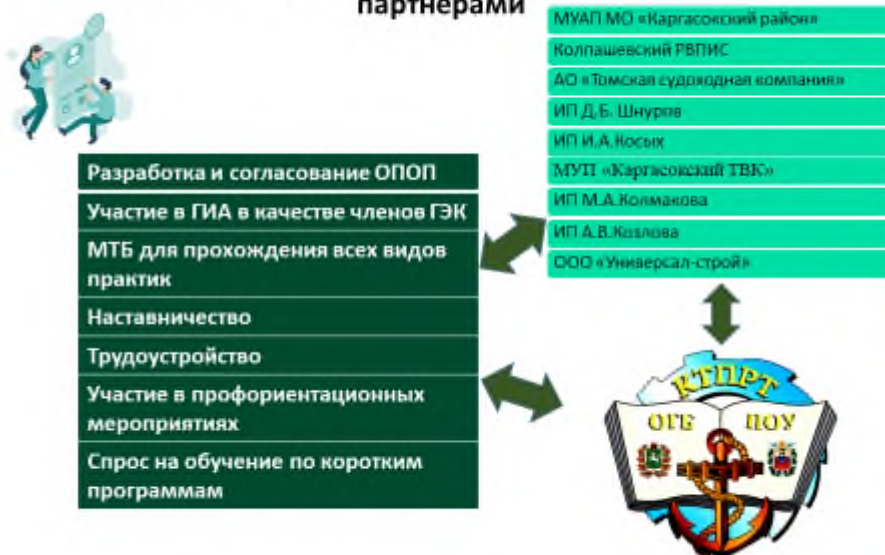 партнерами
МУАП МО «Каргасокский район»
Колпашевский РВПИС
АО «Томская судоходная компания»
ИП Д.Б. Шнуров
ИП И.А.Косых
МУП «Каргасокский ТВК»
ИП М.А.Колмакова
ИП А.В.Козлова
ООО «Универсал-строй»
Разработка и согласование ОПОП
Участие в ГИА в качестве членов ГЭК
МТБ для прохождения всех видов
практик
Наставничество
Трудоустройство
Участие в профориентационных
мероприятиях
Спрос на обучение по коротким
программам
КТПРТ
ОГБ ПОУ